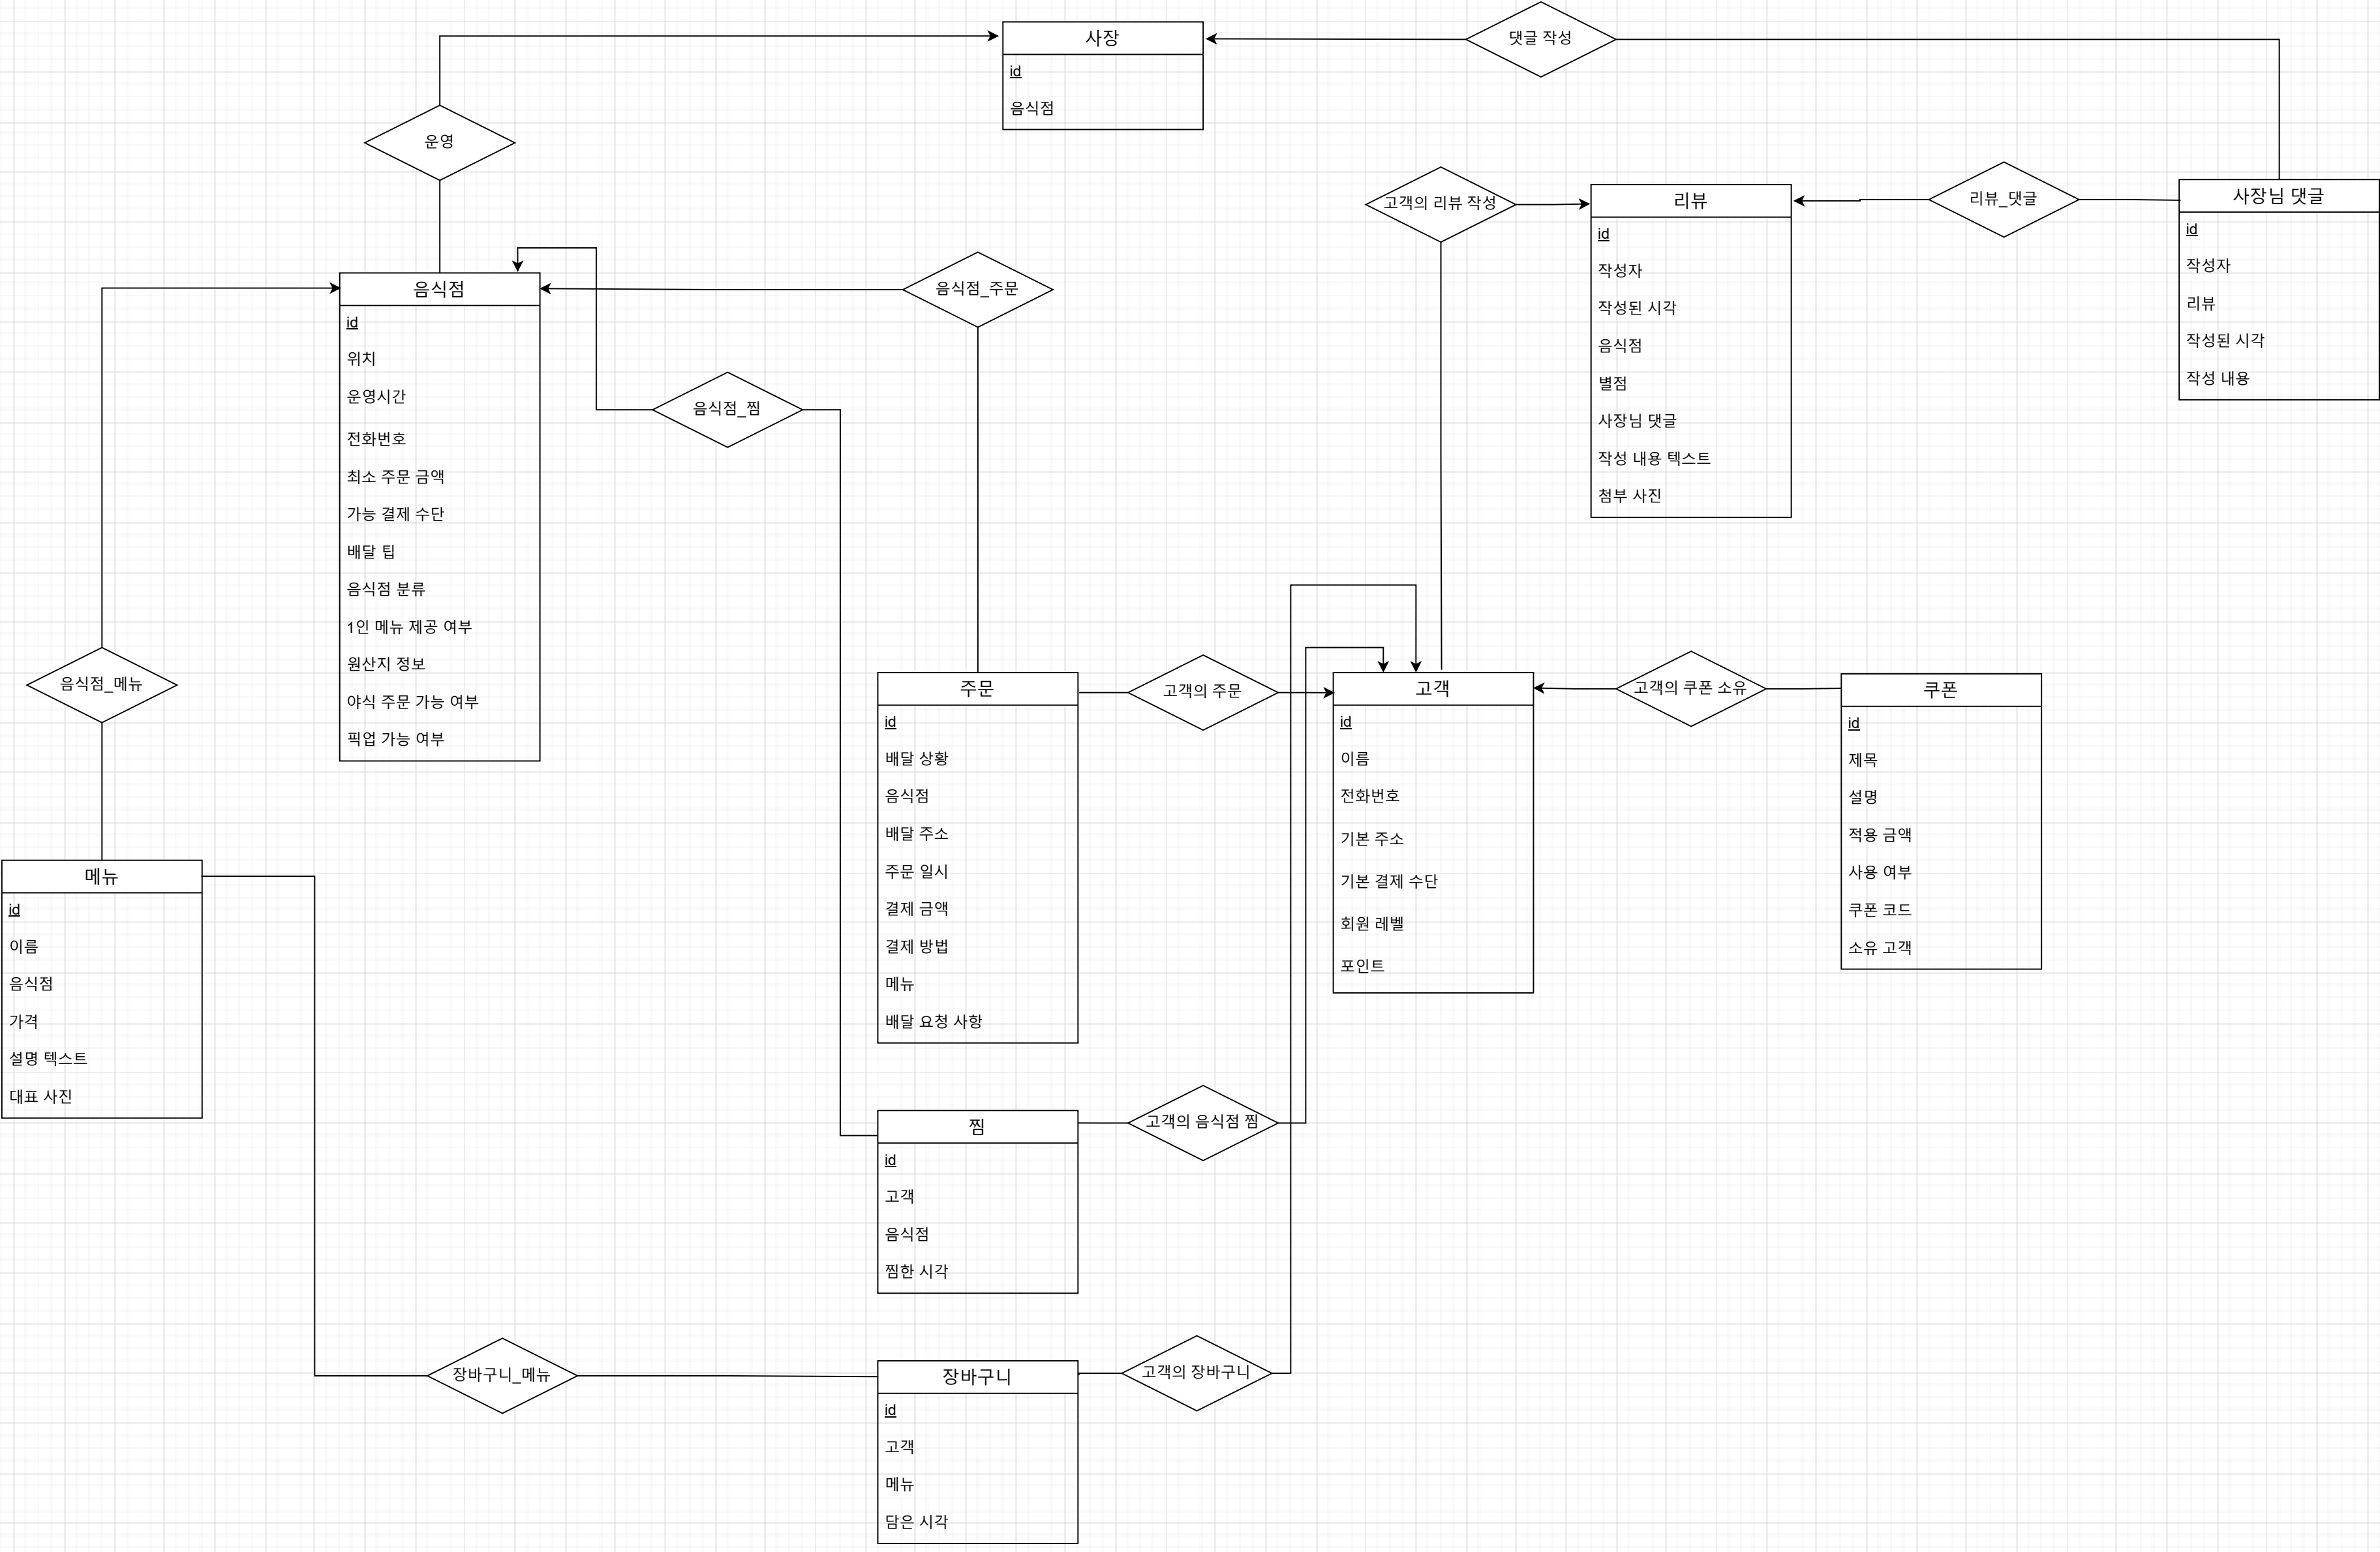 사장
id
음식점
댓글 작성
운영
고객의 리뷰 작성
리뷰
id
작성자
작성된 시각
음식점
별점
사장님 댓글
작성 내용 텍스트
첨부 사진
리뷰_댓글
사장님 댓글
id
작성자
리뷰
작성된 시각
작성 내용
음식점
id
위치
운영시간
전화번호
최소 주문 금액
가능 결제 수단
배달 팁
음식점 분류
1인 메뉴 제공 여부
원산지 정보
야식 주문 가능 여부
픽업 가능 여부
음식점_주문
음식점_찜
음식점_메뉴
주문
id
배달 상황
음식점
배달 주소
주문 일시
결제 금액
결제 방법
메뉴
배달 요청 사항
고객의 주문
고객
id
이름
전화번호
기본 주소
기본 결제 수단
회원 레벨
포인트
고객의 쿠폰 소유
쿠폰
id
제목
설명
적용 금액
사용 여부
쿠폰 코드
소유 고객
메뉴
id
이름
음식점
가격
설명 텍스트
대표 사진
찜
id
고객
음식점
찜한 시각
고객의 음식점 찜
장바구니_메뉴
장바구니
id
고객
메뉴
담은 시각
고객의 장바구니